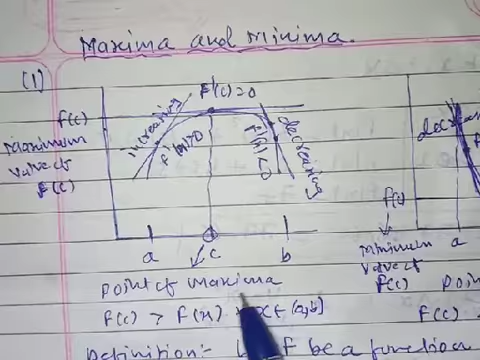 Maxima and Minima.
(1)
F'(c)=0
f(c)
Maximum
value of
f(c)
increasing
f'(x)>0
decreasing
f'(x)<0
a
c
b
Point of Maxima
f(c) > f(x) x ∈ (a,b)
Definition:- f be a function
f(c)
Minimum
value of
f(c)
a
f(c)